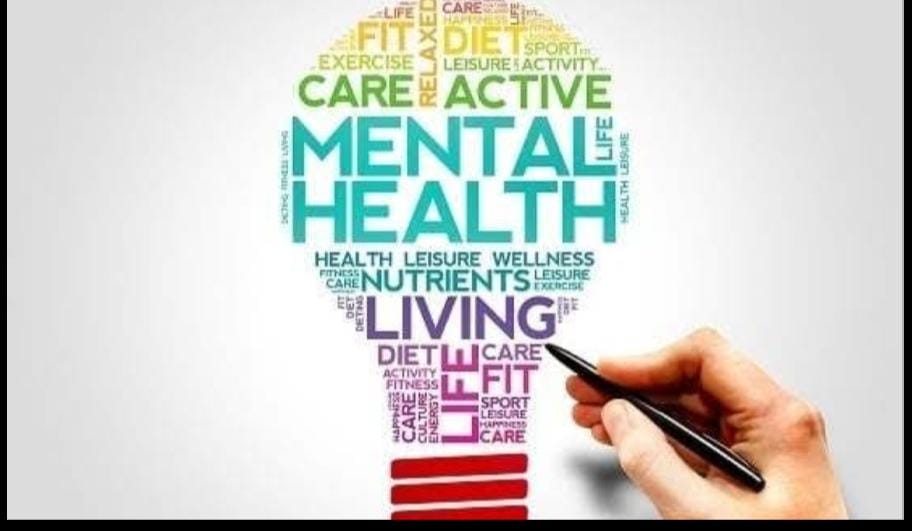 LIFE CARE LIFE
HAPPINESS
FIT RELAXED DIET FITNESS
SPORT FIT
EXERCISE LEISURE ACTIVITY
CARE ACTIVE
MENTAL LIFE
HEALTH
DIETING FITNESS LIVING
HEALTH LEISURE
HEALTH LEISURE WELLNESS
FITNESS NUTRIENTS LEISURE
CARE EXERCISE
FIT DIET DIETING LIVING DIET FIT
DIET LIFE CARE
ACTIVITY FIT
FITNESS
HAPPINESS CARE CULTURE ENERGY SPORT
LEISURE
HAPPINESS
CARE